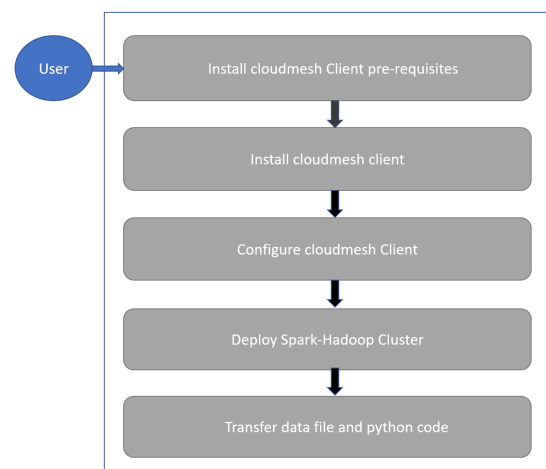 User
Install cloudmesh Client pre-requisites
Install cloudmesh client
Configure cloudmesh Client
Deploy Spark-Hadoop Cluster
Transfer data file and python code